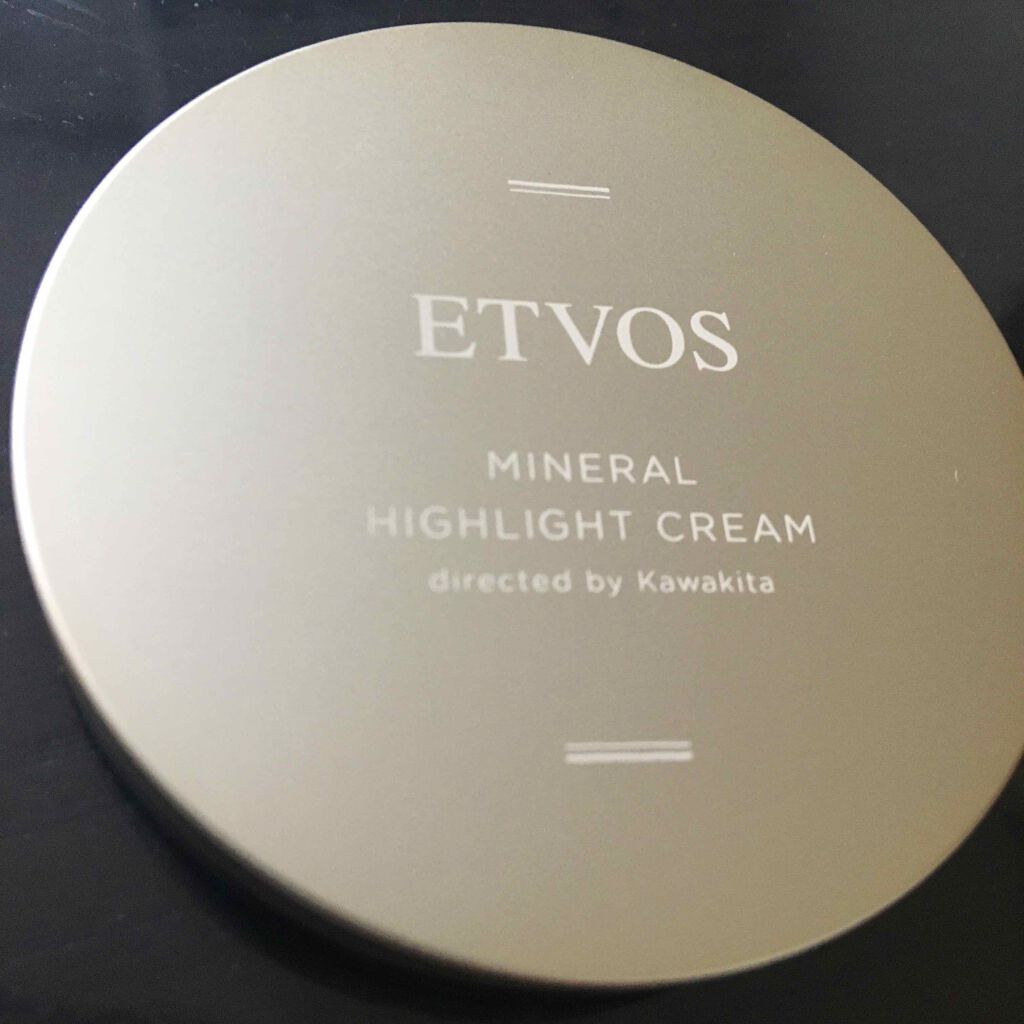 ETVOS
MINERAL
HIGHLIGHT CREAM
directed by Kawakita